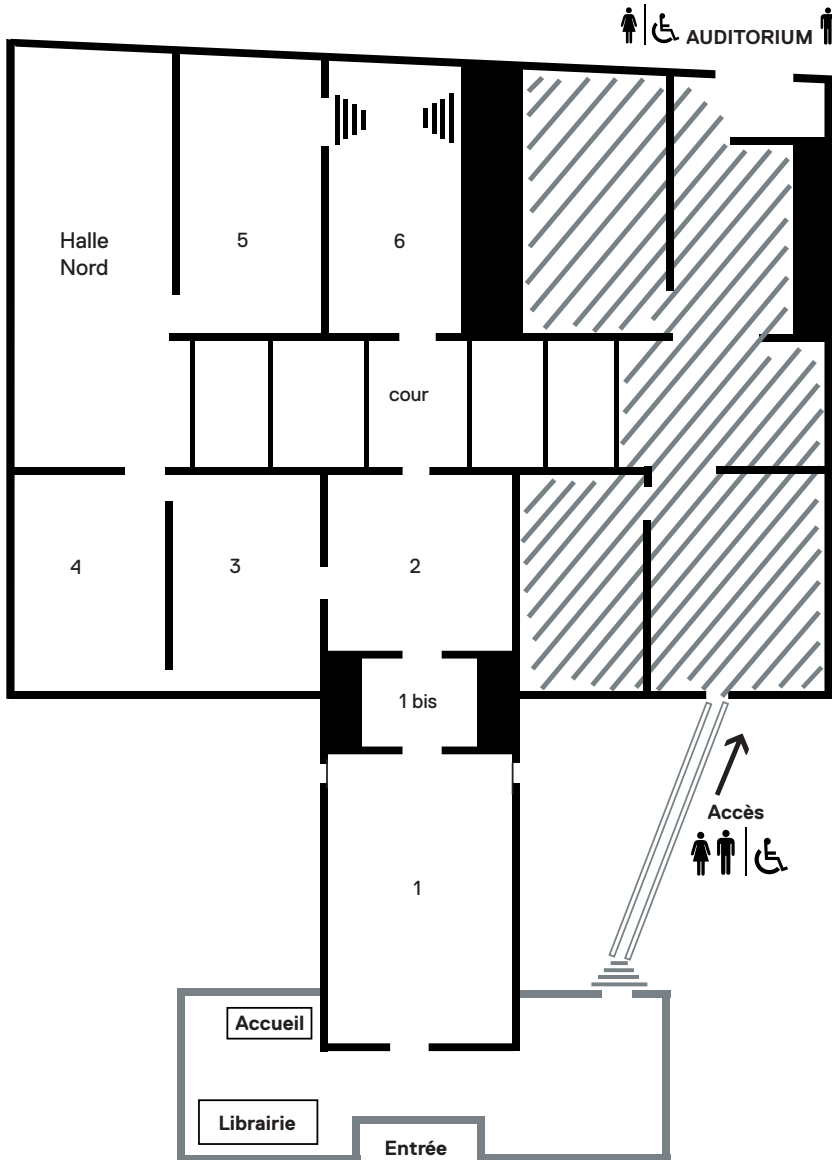 AUDITORIUM
Halle
Nord
5
6
cour
4
3
2
1 bis
Accès
1
Accueil
Librairie
Entrée